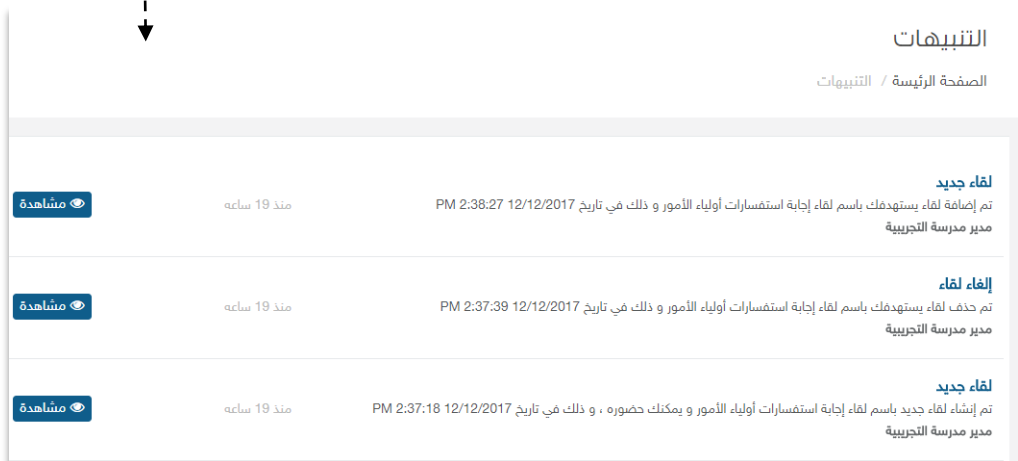 التنبيهات
الصفحة الرئيسة / التنبيهات
لقاء جديد
تم إضافة لقاء يستهدفك باسم لقاء إجابة استفسارات أولياء الأمور و ذلك في تاريخ 12/12/2017 2:38:27 PM
مدير مدرسة التجريبية
منذ 19 ساعه
مشاهدة
إلغاء لقاء
تم حذف لقاء يستهدفك باسم لقاء إجابة استفسارات أولياء الأمور و ذلك في تاريخ 12/12/2017 2:37:39 PM
مدير مدرسة التجريبية
منذ 19 ساعه
مشاهدة
لقاء جديد
تم إنشاء لقاء جديد باسم لقاء إجابة استفسارات أولياء الأمور و يمكنك حضوره ، و ذلك في تاريخ 12/12/2017 2:37:18 PM
مدير مدرسة التجريبية
منذ 19 ساعه
مشاهدة